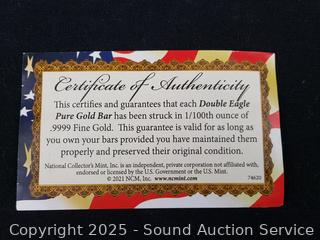 Certificate of Authenticity
This certifies and guarantees that each Double Eagle
Pure Gold Bar has been struck in 1/100th ounce of
.9999 Fine Gold. This guarantee is valid for as long as
you own your bars provided you have maintained them
properly and preserved their original condition.
National Collector's Mint, Inc. is an independent, private corporation not affiliated with,
endorsed or licensed by the U.S. Government or the U.S. Mint.
© 2021 NCM, Inc. www.ncmint.com 74620
Copyright 2025 - Sound Auction Service